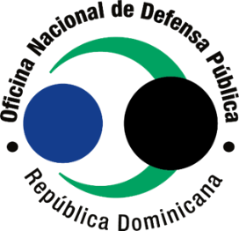 Oficina Nacional de Defensa Pública
República Dominicana